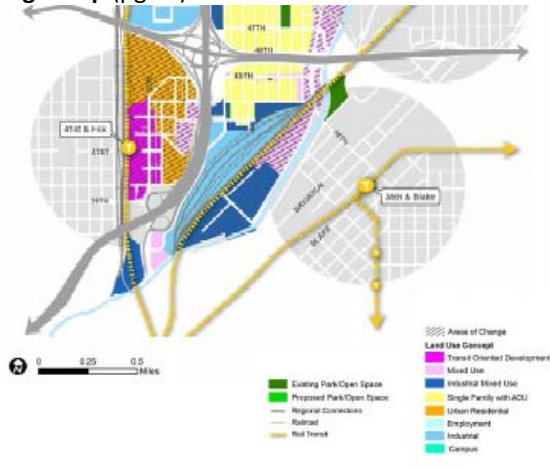 47TH
46TH
45TH
41st & Fox
41ST
38th & Blake
BLAKE
0 0.25 0.5
Miles
Areas of Change
Land Use Concept
Transit Oriented Development
Mixed Use
Industrial Mixed Use
Single Family with ADU
Urban Residential
Employment
Industrial
Campus
Existing Park/Open Space
Proposed Park/Open Space
Regional Connections
Railroad
Rail Transit